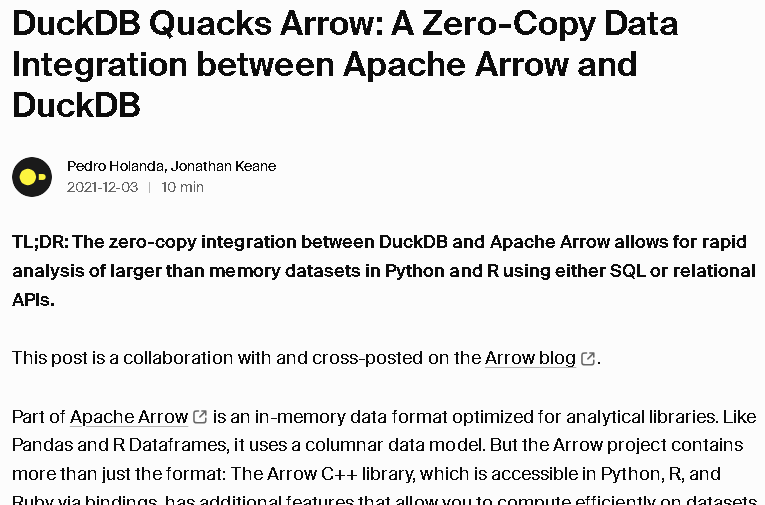 DuckDB Quacks Arrow: A Zero-Copy Data
Integration between Apache Arrow and
DuckDB
Pedro Holanda, Jonathan Keane
2021-12-03 | 10 min
TL;DR: The zero-copy integration between DuckDB and Apache Arrow allows for rapid
analysis of larger than memory datasets in Python and R using either SQL or relational
APIs.
This post is a collaboration with and cross-posted on the Arrow blog.
Part of Apache Arrow is an in-memory data format optimized for analytical libraries. Like
Pandas and R Dataframes, it uses a columnar data model. But the Arrow project contains
more than just the format: The Arrow C++ library, which is accessible in Python, R, and
Ruby via bindings, has additional features that allow you to compute efficiently on datasets